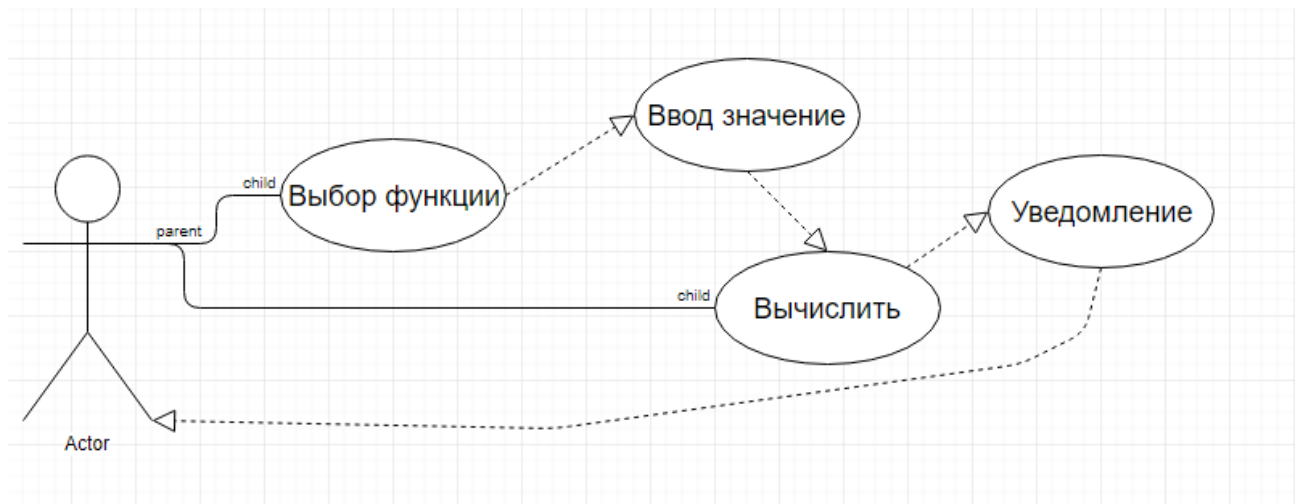 Ввод значение
child
Выбор функции
Уведомление
parent
child
Вычислить
Actor